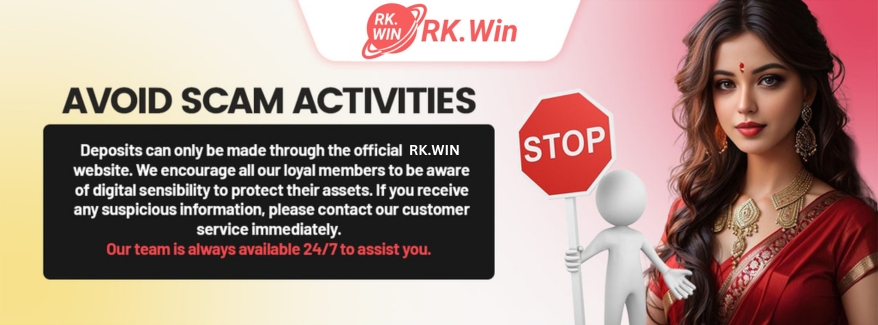 RK.
WIN
RK.Win
AVOID SCAM ACTIVITIES
Deposits can only be made through the official RK.WIN
website. We encourage all our loyal members to be aware
of digital sensibility to protect their assets. If you receive
any suspicious information, please contact our customer
service immediately.
Our team is always available 24/7 to assist you.
STOP